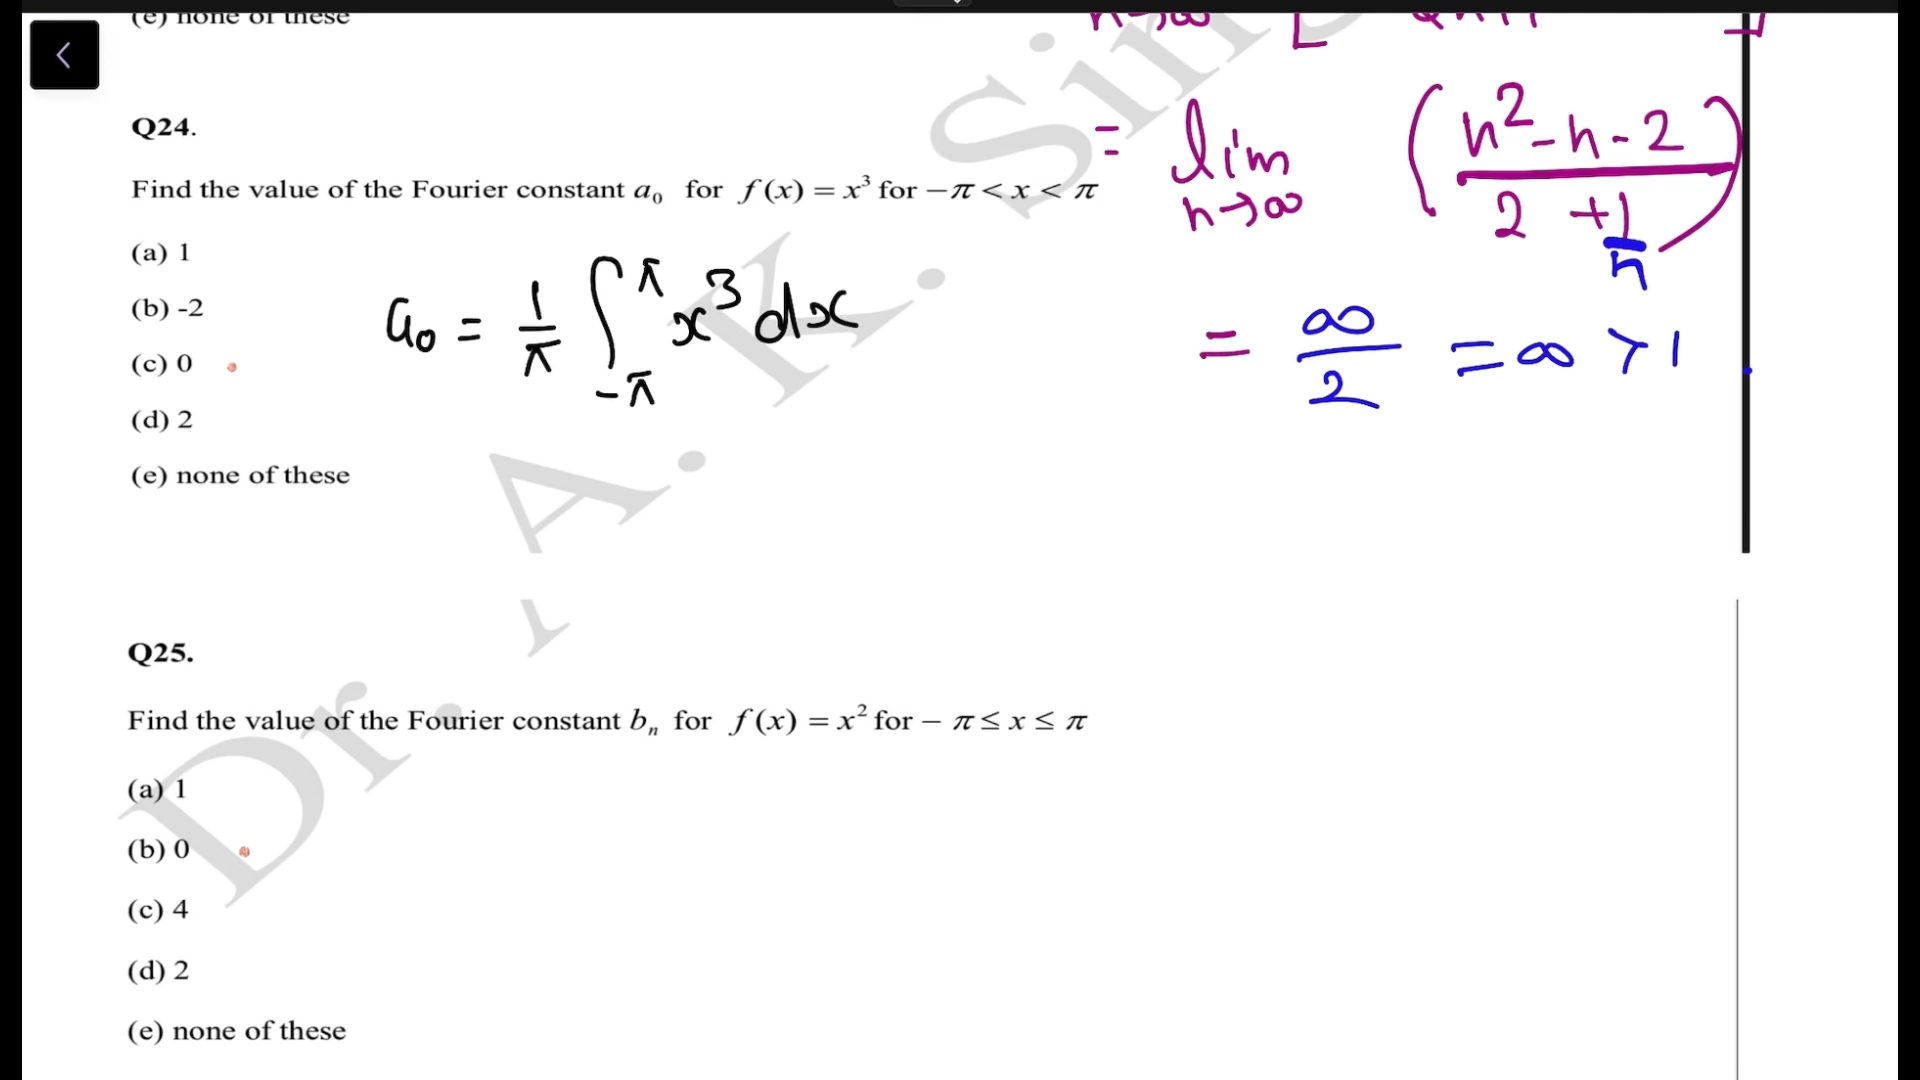 (e) none of these
n→∞
Q24.
= lim n→∞ ( n² - n - 2 / 2 + 1/n )
Find the value of the Fourier constant a₀ for f(x) = x³ for −π < x < π
(a) 1
(b) -2
a₀ = 1/π ∫_{-π}^{π} x³ dx
= ∞/2 = ∞ > 1
(c) 0
(d) 2
(e) none of these
Q25.
Find the value of the Fourier constant bₙ for f(x) = x² for − π ≤ x ≤ π
(a) 1
(b) 0
(c) 4
(d) 2
(e) none of these
Dr. A. K. Sin